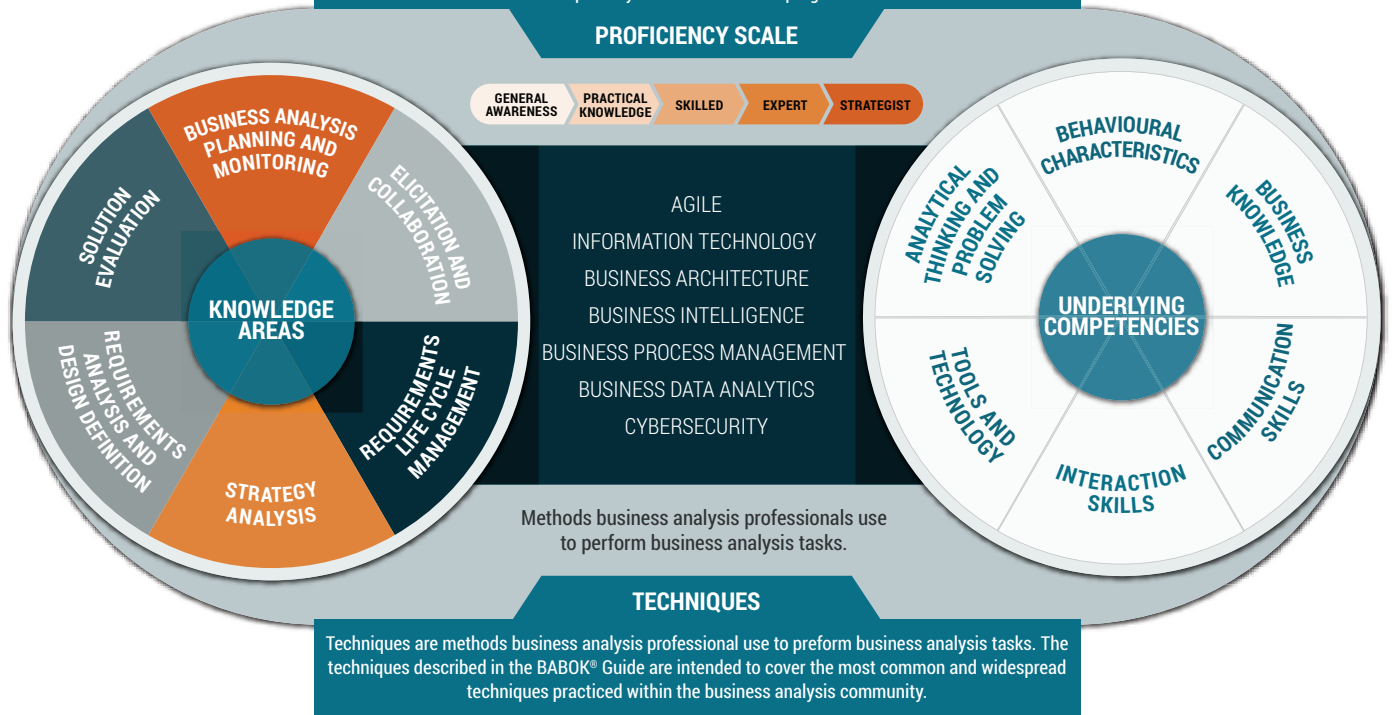 PROFICIENCY SCALE
GENERAL
AWARENESS
PRACTICAL
KNOWLEDGE
SKILLED
EXPERT
STRATEGIST
BUSINESS ANALYSIS
PLANNING AND
MONITORING
ELICITATION AND
COLLABORATION
REQUIREMENTS
LIFE CYCLE
MANAGEMENT
STRATEGY
ANALYSIS
REQUIREMENTS
ANALYSIS AND
DESIGN DEFINITION
SOLUTION
EVALUATION
KNOWLEDGE
AREAS
AGILE
INFORMATION TECHNOLOGY
BUSINESS ARCHITECTURE
BUSINESS INTELLIGENCE
BUSINESS PROCESS MANAGEMENT
BUSINESS DATA ANALYTICS
CYBERSECURITY
BEHAVIOURAL
CHARACTERISTICS
BUSINESS
KNOWLEDGE
COMMUNICATION
SKILLS
INTERACTION
SKILLS
TOOLS AND
TECHNOLOGY
ANALYTICAL
THINKING AND
PROBLEM
SOLVING
UNDERLYING
COMPETENCIES
Methods business analysis professionals use
to perform business analysis tasks.
TECHNIQUES
Techniques are methods business analysis professional use to preform business analysis tasks. The
techniques described in the BABOK® Guide are intended to cover the most common and widespread
techniques practiced within the business analysis community.